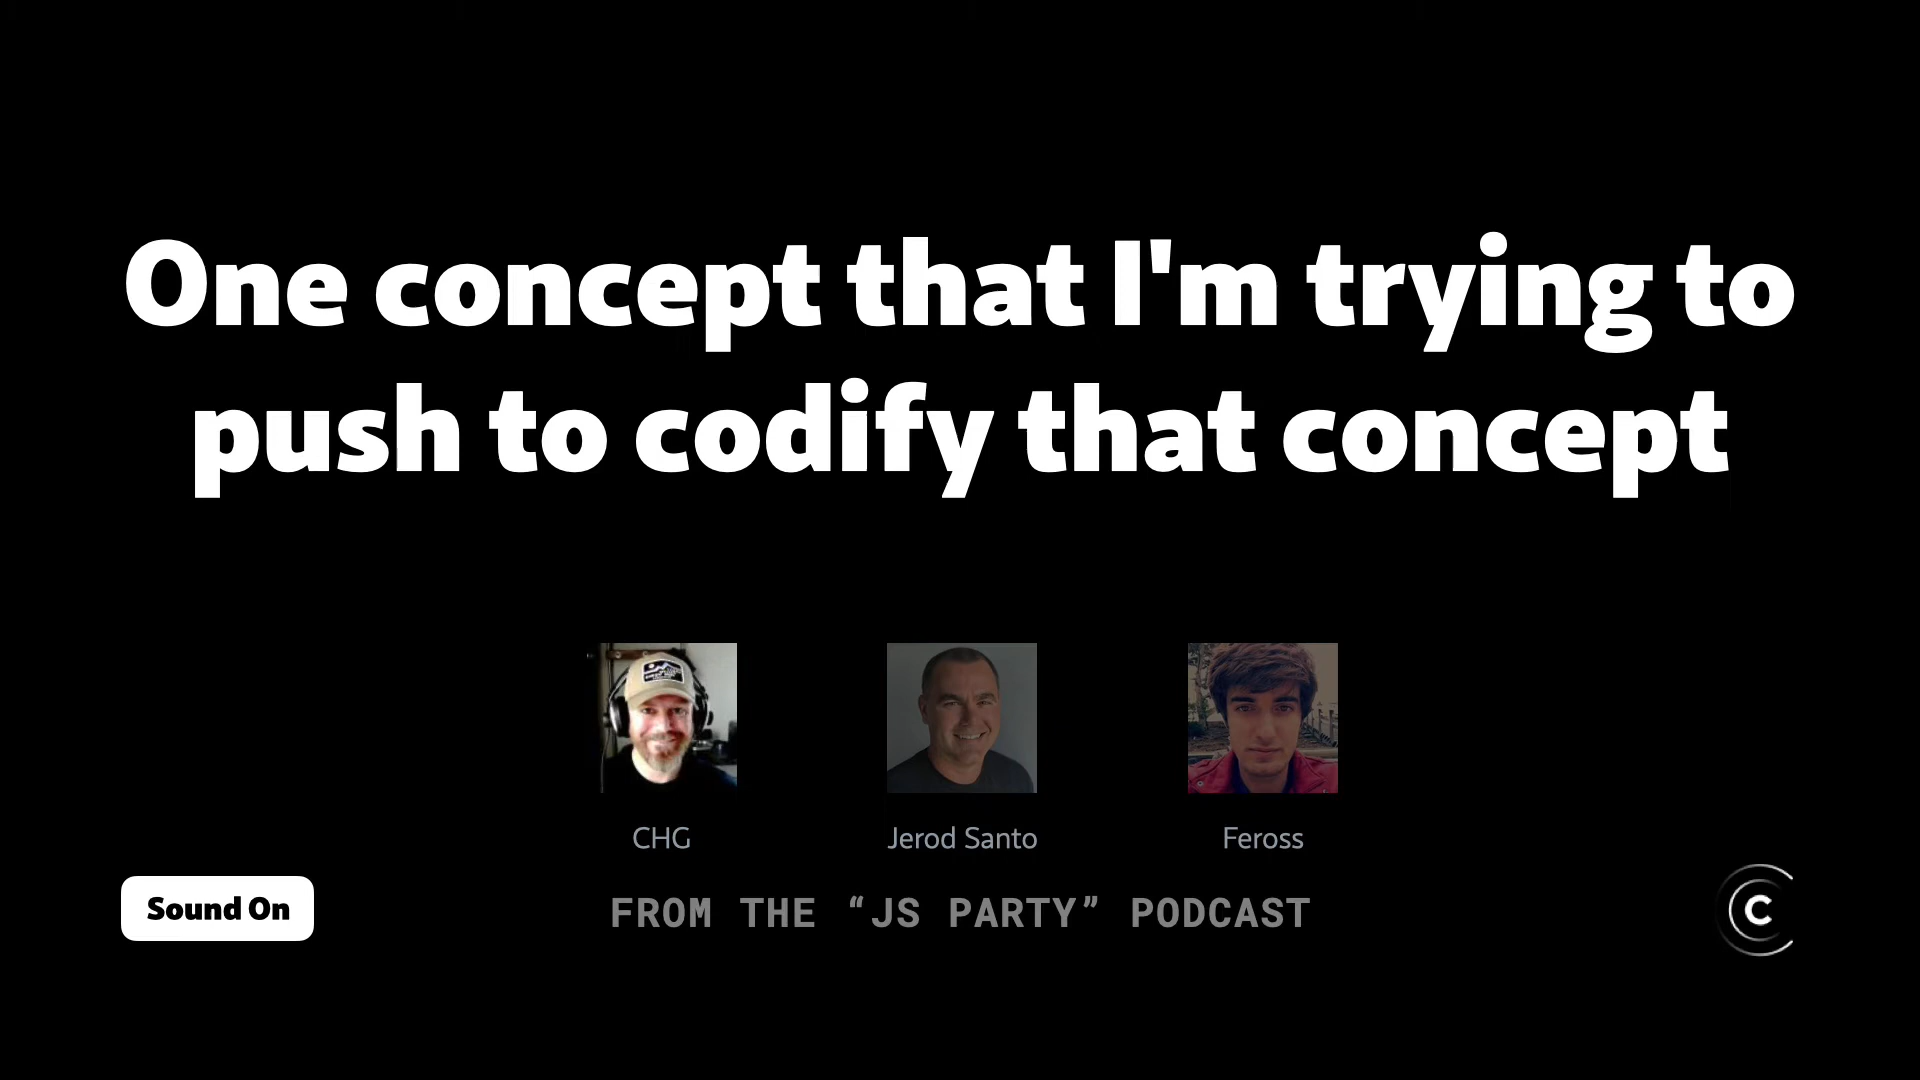 One concept that I'm trying to
push to codify that concept
CHG
Jerod Santo
Feross
Sound On
FROM THE “JS PARTY” PODCAST
C